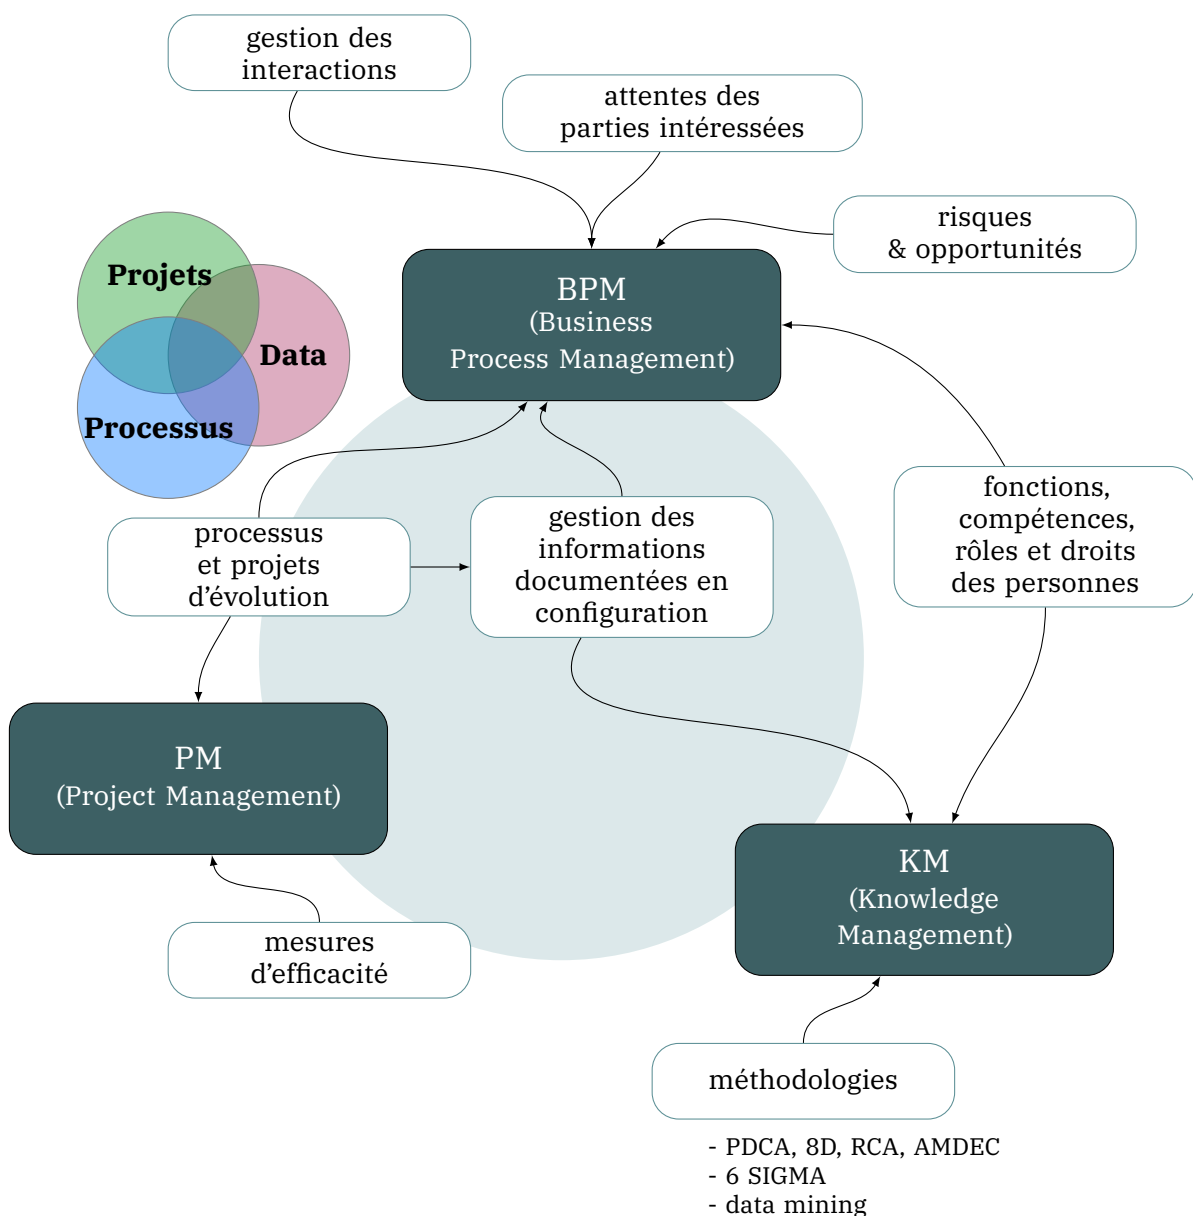 gestion des
interactions
attentes des
parties intéressées
risques
& opportunités
Projets
Data
Processus
BPM
(Business
Process Management)
fonctions,
compétences,
rôles et droits
des personnes
processus
et projets
d’évolution
gestion des
informations
documentées en
configuration
PM
(Project Management)
KM
(Knowledge
Management)
mesures
d’efficacité
méthodologies
- PDCA, 8D, RCA, AMDEC
- 6 SIGMA
- data mining